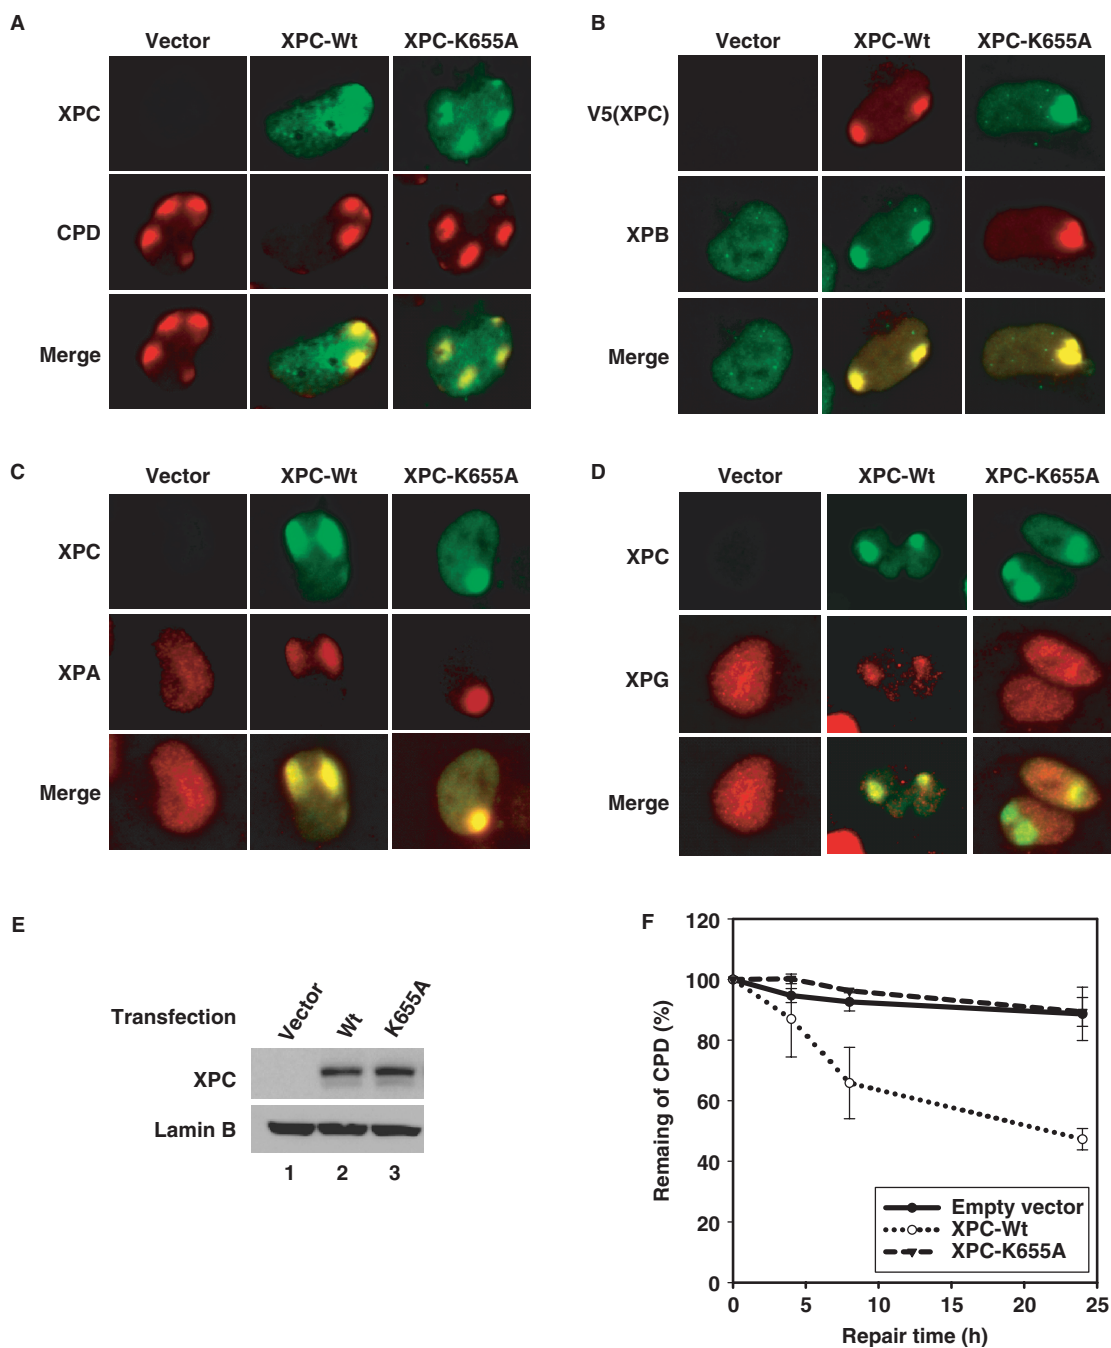 A
Vector XPC-Wt XPC-K655A
XPC
CPD
Merge
B
Vector XPC-Wt XPC-K655A
V5(XPC)
XPB
Merge
C
Vector XPC-Wt XPC-K655A
XPC
XPA
Merge
D
Vector XPC-Wt XPC-K655A
XPC
XPG
Merge
E
Transfection Vector Wt K655A
XPC
Lamin B
1 2 3
F
Remaing of CPD (%)
120
100
80
60
40
20
0
0 5 10 15 20 25
Repair time (h)
Empty vector
XPC-Wt
XPC-K655A